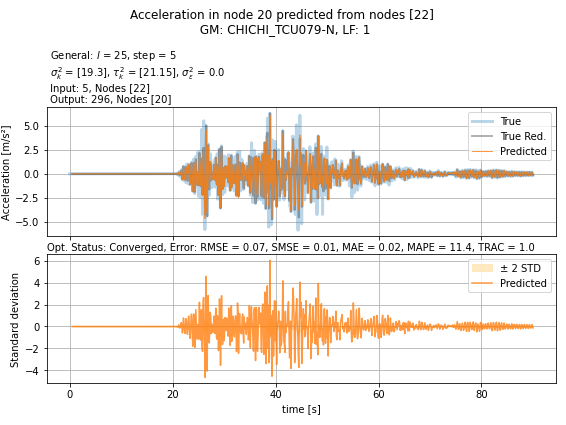 Acceleration in node 20 predicted from nodes [22]
GM: CHICHI_TCU079-N, LF: 1
General: l = 25, step = 5
σ²ₖ = [19.3], τ²ₖ = [21.15], σ²ε = 0.0
Input: 5, Nodes [22]
Output: 296, Nodes [20]
Acceleration [m/s²]
5.0
2.5
0.0
−2.5
−5.0
True
True Red.
Predicted
Opt. Status: Converged, Error: RMSE = 0.07, SMSE = 0.01, MAE = 0.02, MAPE = 11.4, TRAC = 1.0
Standard deviation
6
4
2
0
−2
−4
± 2 STD
Predicted
0 20 40 60 80
time [s]